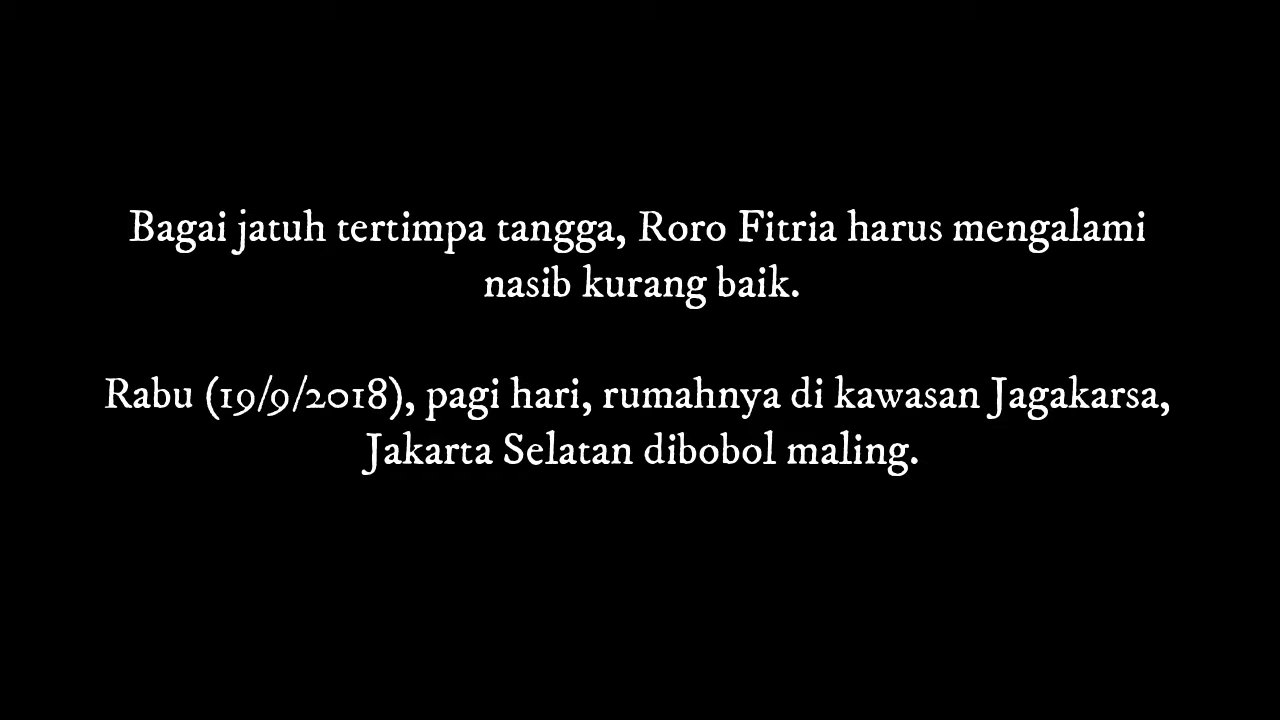 Bagai jatuh tertimpa tangga, Roro Fitria harus mengalami
nasib kurang baik.
Rabu (19/9/2018), pagi hari, rumahnya di kawasan Jagakarsa,
Jakarta Selatan dibobol maling.